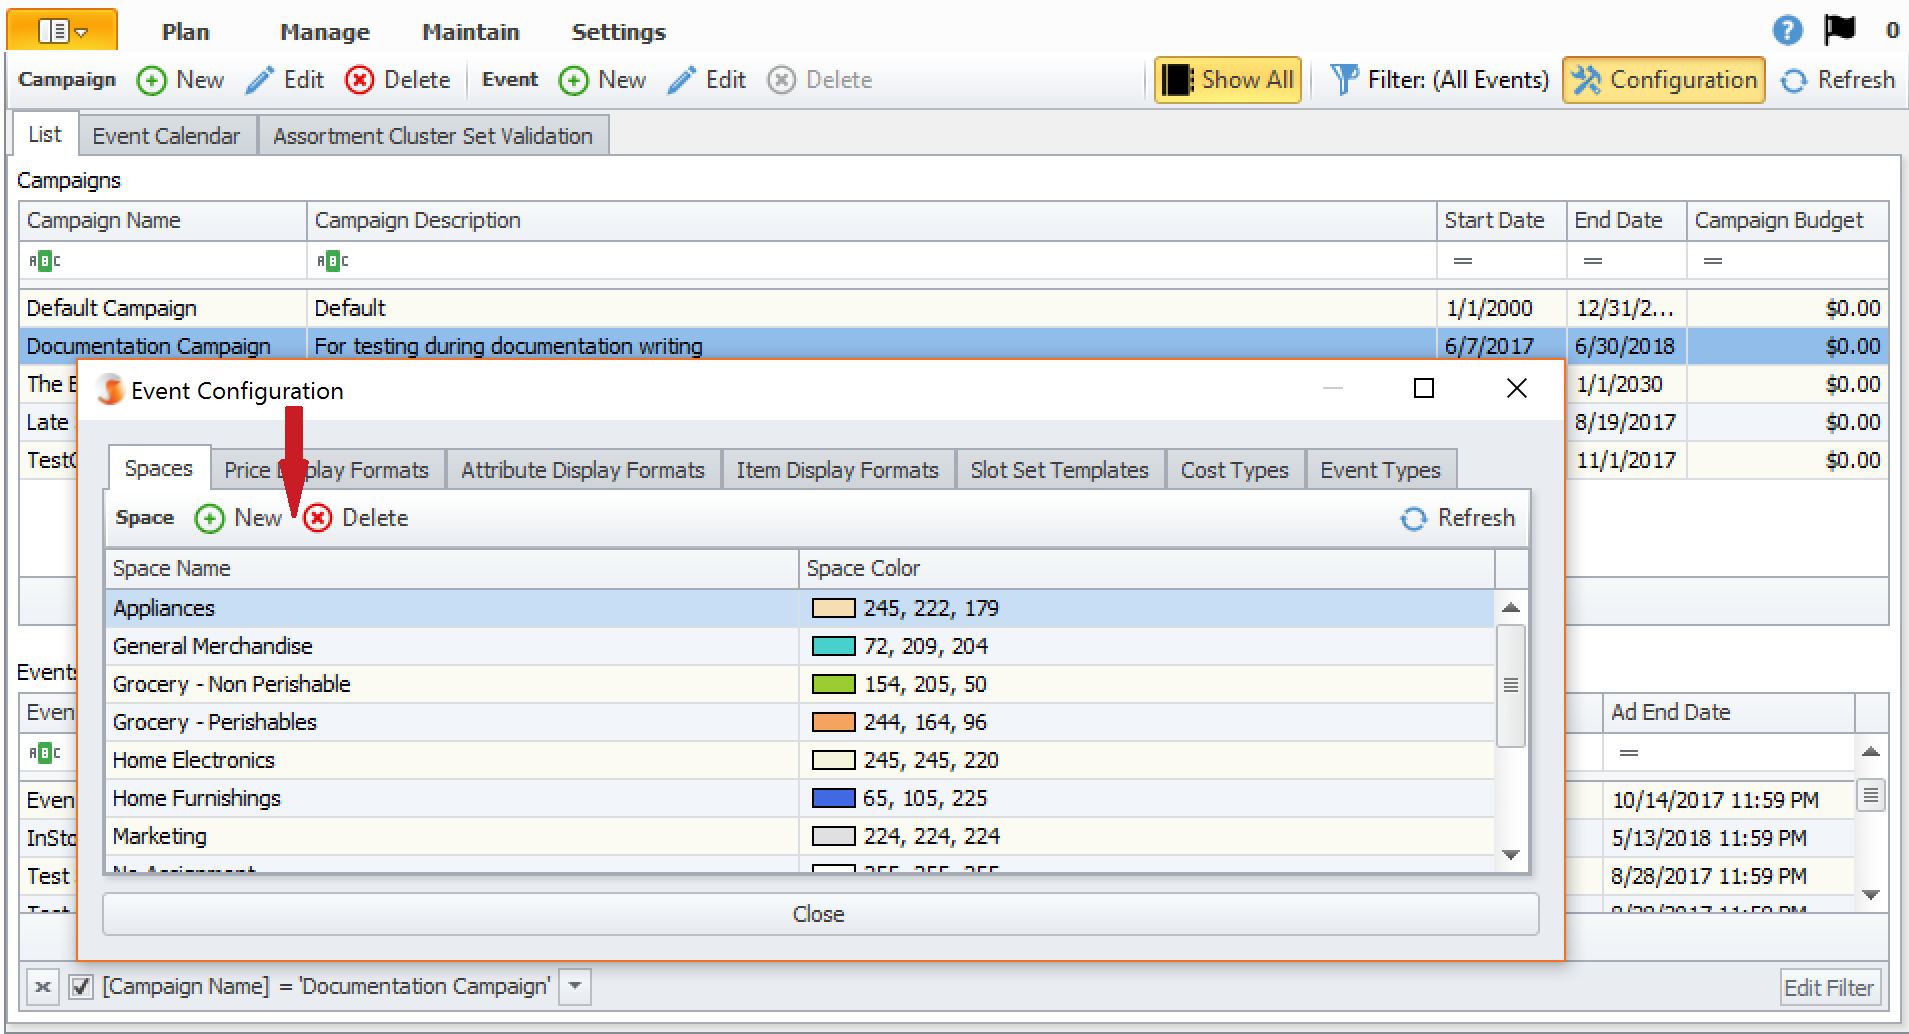 Plan Manage Maintain Settings 0
Campaign New Edit Delete Event New Edit Delete Show All Filter: (All Events) Configuration Refresh
List Event Calendar Assortment Cluster Set Validation
Campaigns
Campaign Name Campaign Description Start Date End Date Campaign Budget
ABC ABC = = =
Default Campaign Default 1/1/2000 12/31/2... $0.00
Documentation Campaign For testing during documentation writing 6/7/2017 6/30/2018 $0.00
The 1/1/2030 $0.00
Late 8/19/2017 $0.00
11/1/2017 $0.00
Event Configuration
Spaces Price Display Formats Attribute Display Formats Item Display Formats Slot Set Templates Cost Types Event Types
Space New Delete Refresh
Space Name Space Color
Appliances 245, 222, 179
General Merchandise 72, 209, 204
Grocery - Non Perishable 154, 205, 50
Grocery - Perishables 244, 164, 96
Home Electronics 245, 245, 220
Home Furnishings 65, 105, 225
Marketing 224, 224, 224
Close
Events
Ad End Date
ABC =
10/14/2017 11:59 PM
5/13/2018 11:59 PM
Test 8/28/2017 11:59 PM
[Campaign Name] = 'Documentation Campaign' Edit Filter